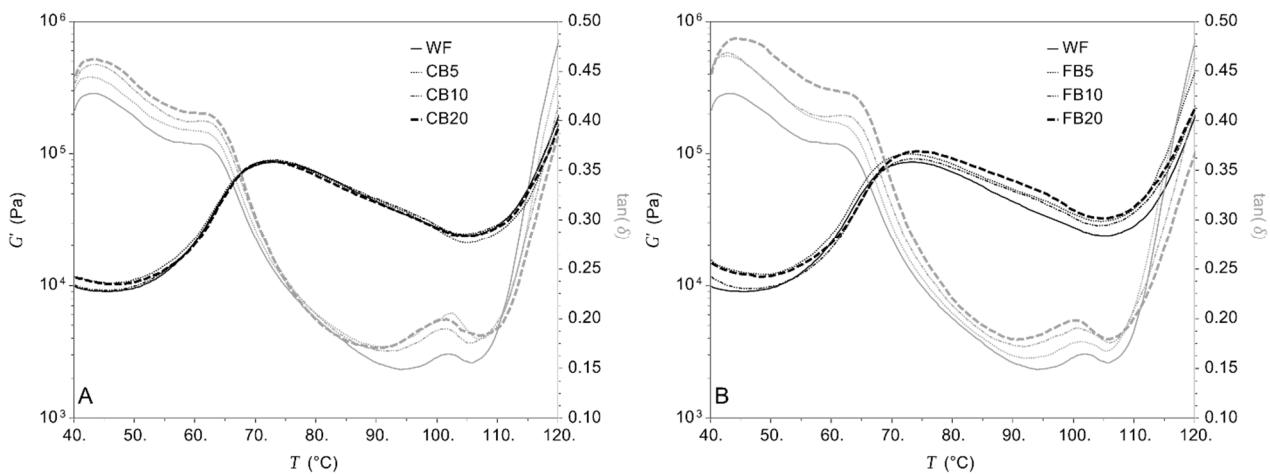 10⁶
10⁵
10⁴
10³
G' (Pa)
0.50
0.45
0.40
0.35
0.30
0.25
0.20
0.15
0.10
tan(δ)
WF
CB5
CB10
CB20
A
40. 50. 60. 70. 80. 90. 100. 110. 120.
T (°C)
10⁶
10⁵
10⁴
10³
G' (Pa)
0.50
0.45
0.40
0.35
0.30
0.25
0.20
0.15
0.10
tan(δ)
WF
FB5
FB10
FB20
B
40. 50. 60. 70. 80. 90. 100. 110. 120.
T (°C)